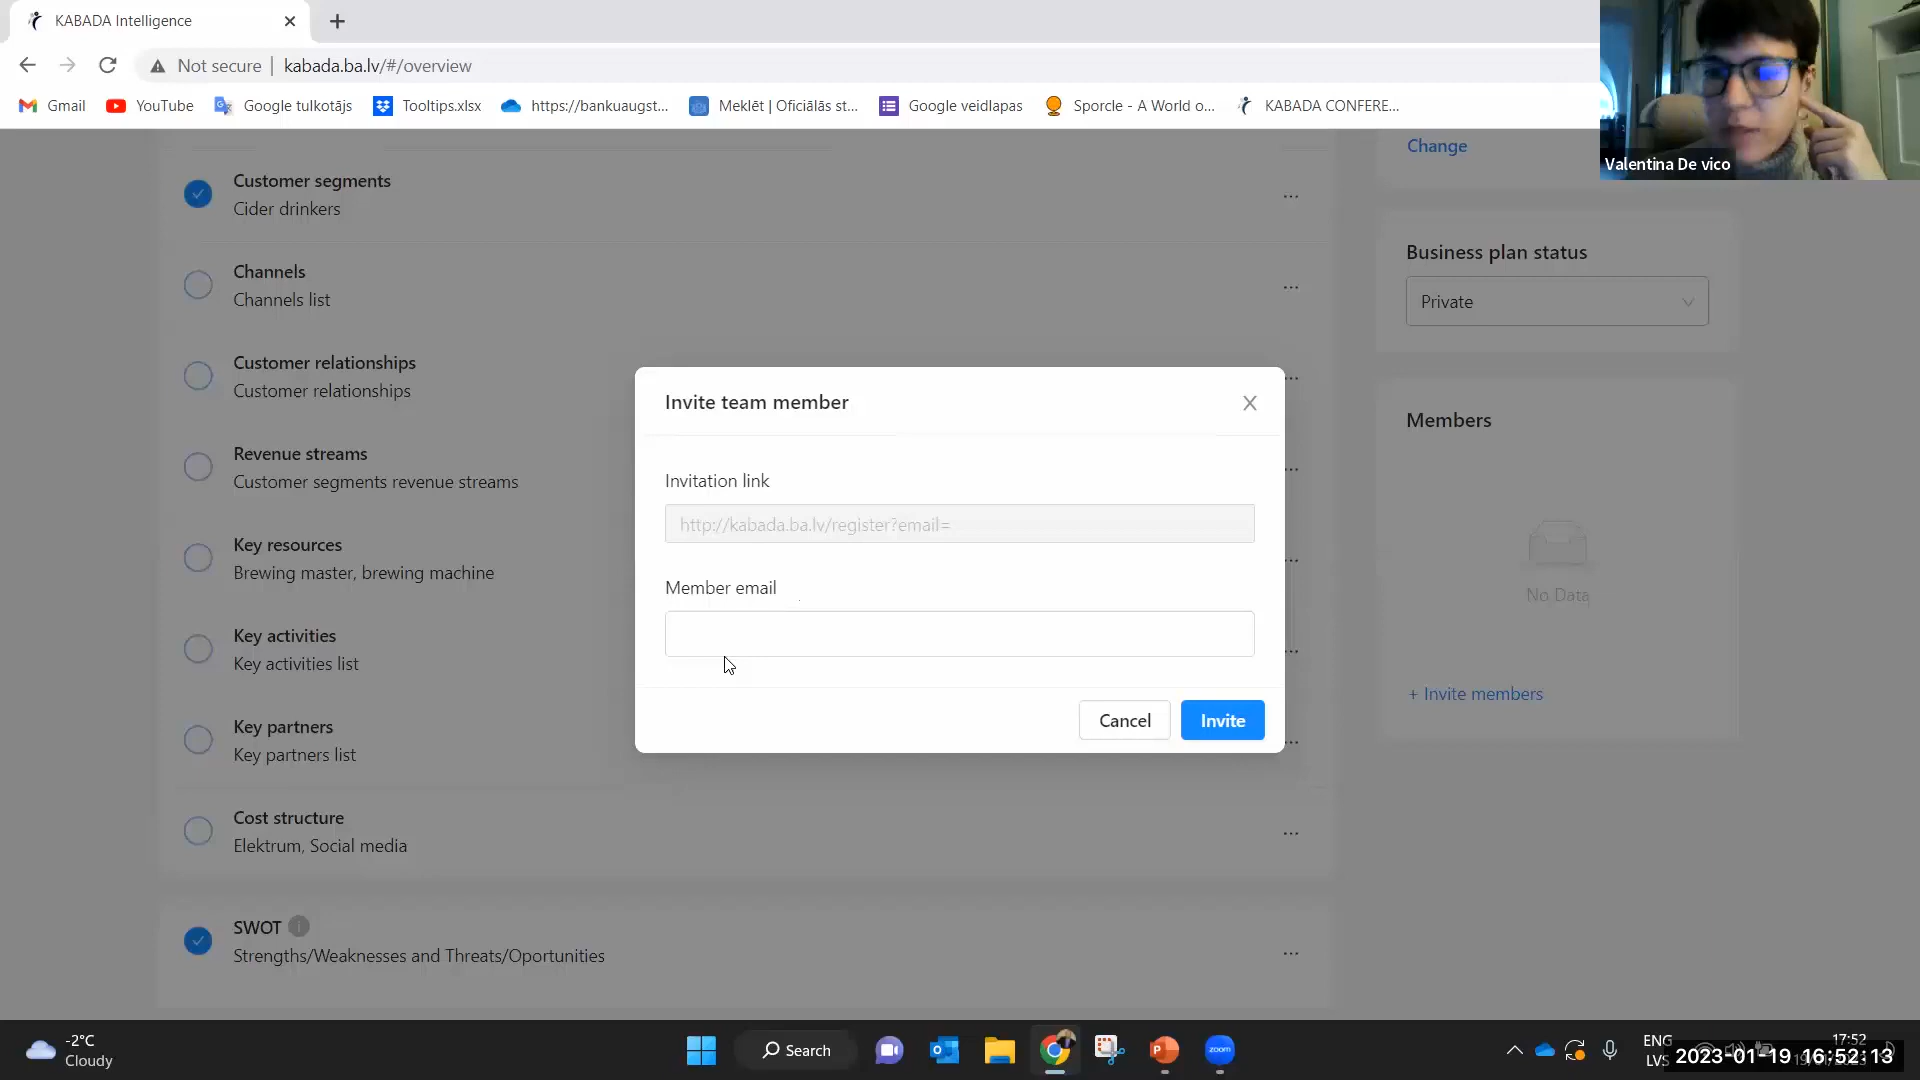 KABADA Intelligence
Not secure | kabada.ba.lv/#/overview
Gmail YouTube Google tulkotājs Tooltips.xlsx https://bankuaugst... Meklēt | Oficiālās st... Google veidlapas Sporcle - A World o... KABADA CONFERE...
Valentina De vico
Customer segments
Cider drinkers
Channels
Channels list
Customer relationships
Customer relationships
Revenue streams
Customer segments revenue streams
Key resources
Brewing master, brewing machine
Key activities
Key activities list
Key partners
Key partners list
Cost structure
Elektrum, Social media
SWOT
Strengths/Weaknesses and Threats/Oportunities
Invite team member
Invitation link
http://kabada.ba.lv/register?email=
Member email
Cancel Invite
Change
Business plan status
Private
Members
No Data
+ Invite members
-2°C
Cloudy
Search
zoom
ENG
LVS
17:52
2023-01-19 16:52:13